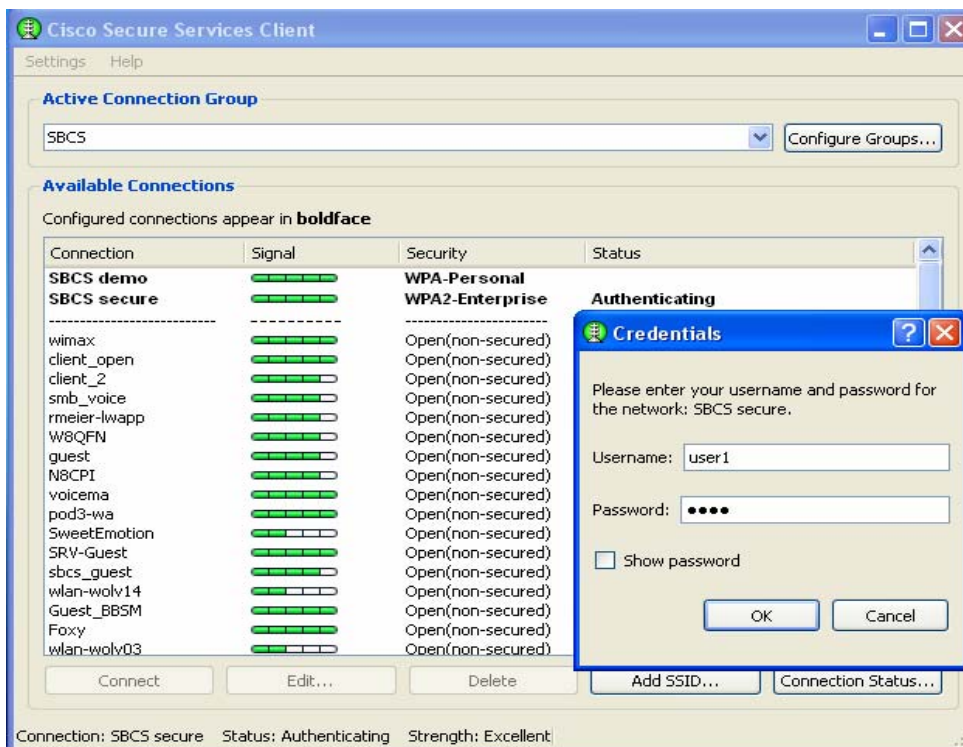 Cisco Secure Services Client
Settings Help
Active Connection Group
SBCS
Configure Groups...
Available Connections
Configured connections appear in boldface
Connection Signal Security Status
SBCS demo WPA-Personal
SBCS secure WPA2-Enterprise Authenticating
wimax Open(non-secured)
client_open Open(non-secured)
client_2 Open(non-secured)
smb_voice Open(non-secured)
rmeier-lwapp Open(non-secured)
W8QFN Open(non-secured)
guest Open(non-secured)
N8CPI Open(non-secured)
voicema Open(non-secured)
pod3-wa Open(non-secured)
SweetEmotion Open(non-secured)
SRV-Guest Open(non-secured)
sbcs_guest Open(non-secured)
wlan-wolv14 Open(non-secured)
Guest_BBSM Open(non-secured)
Foxy Open(non-secured)
wlan-wolv03 Open(non-secured)
Credentials
Please enter your username and password for
the network: SBCS secure.
Username: user1
Password: ••••
Show password
OK Cancel
Connect Edit... Delete Add SSID... Connection Status...
Connection: SBCS secure Status: Authenticating Strength: Excellent